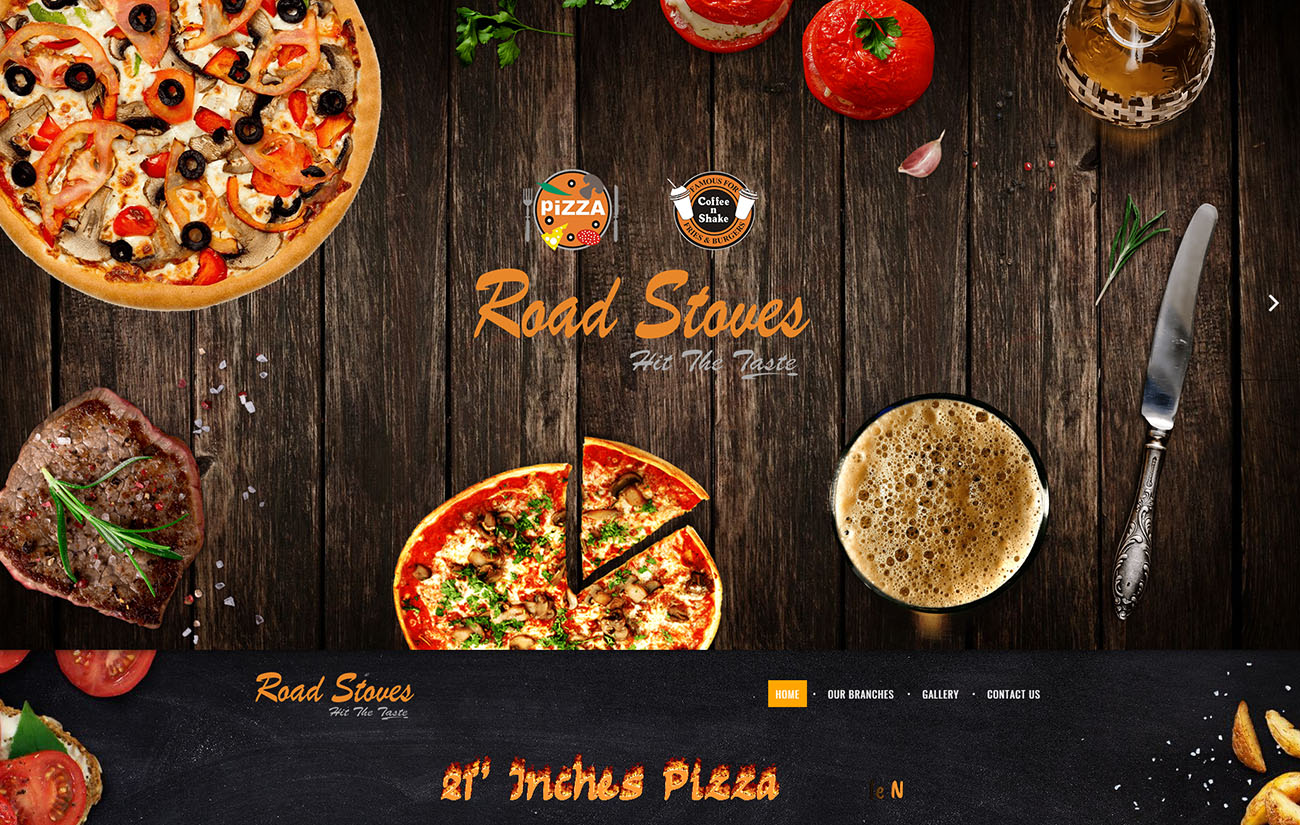 PiZZA
FAMOUS FOR
Coffee
n
Shake
FRIES & BURGERS
Road Stoves
Hit The Taste
Road Stoves
Hit The Taste
HOME · OUR BRANCHES · GALLERY · CONTACT US
21" Inches Pizza
e N